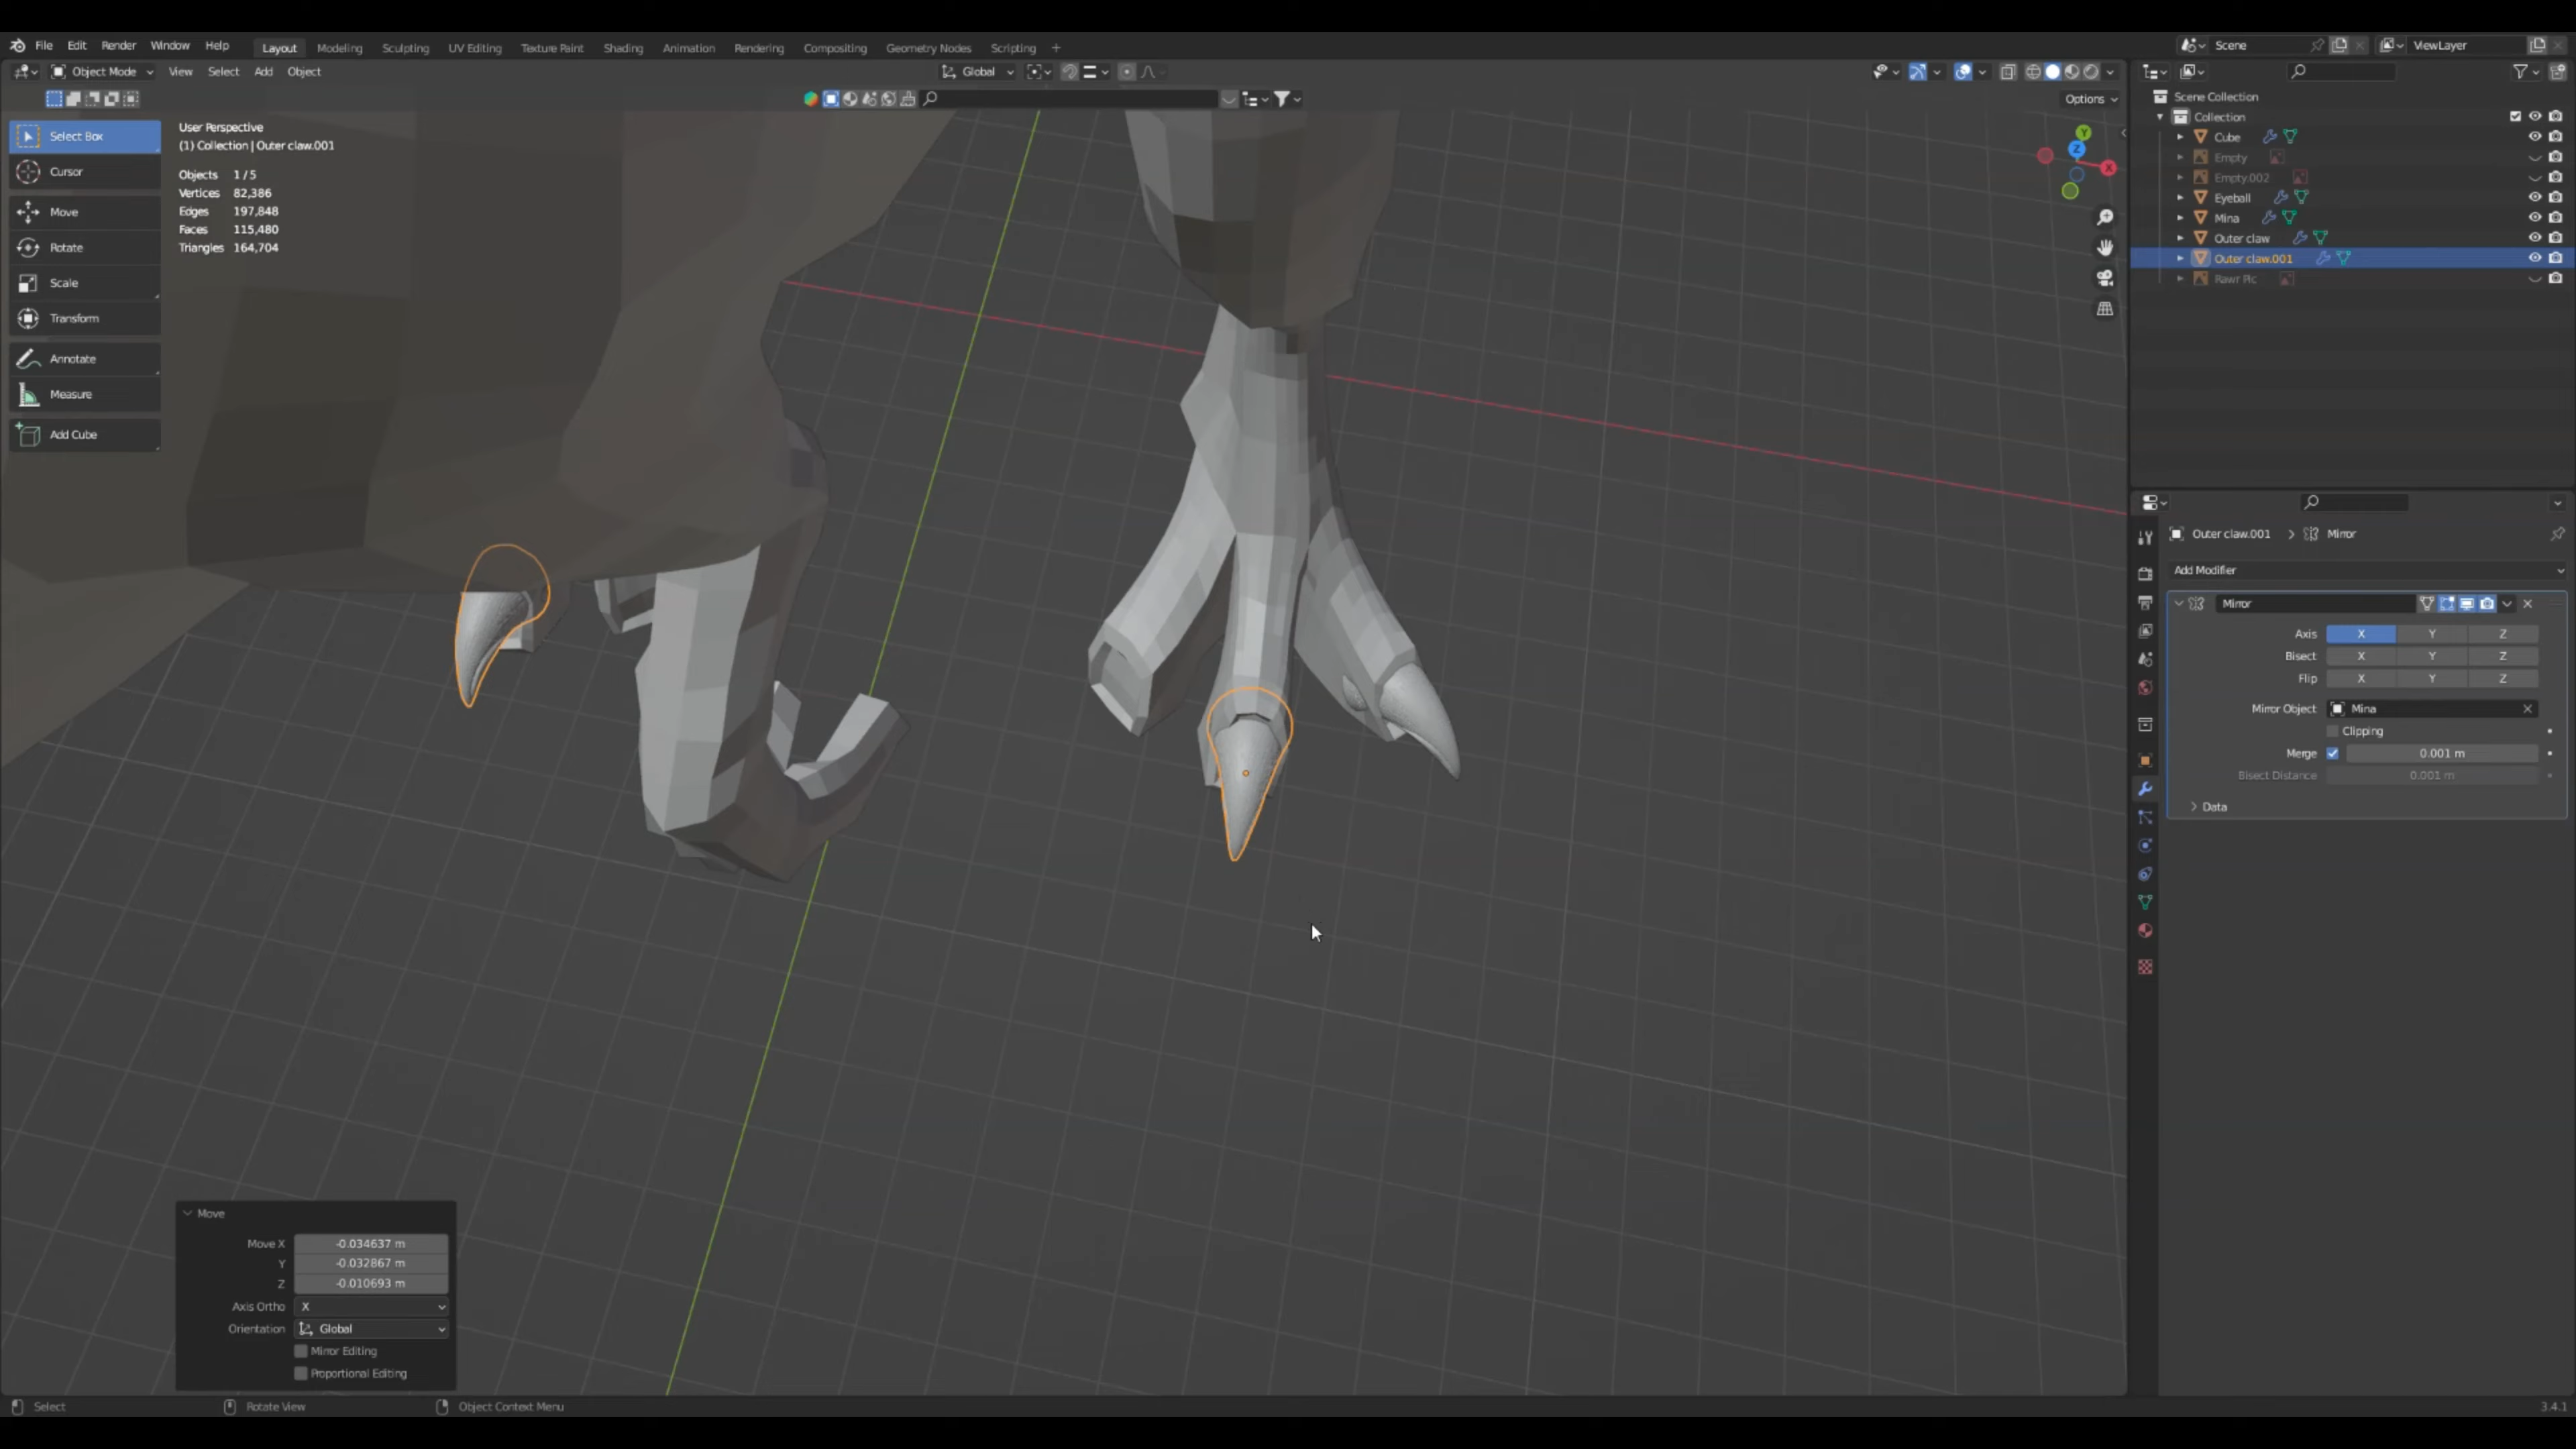 File Edit Render Window Help Layout Modeling Sculpting UV Editing Texture Paint Shading Animation Rendering Compositing Geometry Nodes Scripting + Scene ViewLayer
Object Mode View Select Add Object Global
Options
Select Box
Cursor
Move
Rotate
Scale
Transform
Annotate
Measure
Add Cube
User Perspective
(1) Collection | Outer claw.001
Objects 1/5
Vertices 82,386
Edges 197,848
Faces 115,480
Triangles 164,704
Y
Z
X
Scene Collection
Collection
Cube
Empty
Empty.002
Eyeball
Mina
Outer claw
Outer claw.001
Rawr Pic
Outer claw.001 > Mirror
Add Modifier
Mirror
Axis X Y Z
Bisect X Y Z
Flip X Y Z
Mirror Object Mina
Clipping
Merge 0.001 m
Bisect Distance 0.001 m
Data
Move
Move X -0.034637 m
Y -0.032867 m
Z -0.010693 m
Axis Ortho X
Orientation Global
Mirror Editing
Proportional Editing
Select Rotate View Object Context Menu 3.4.1